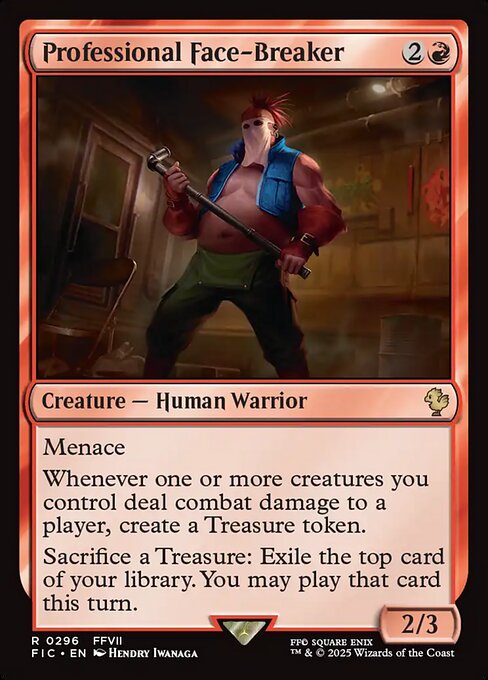 Professional Face-Breaker 2
Creature — Human Warrior
Menace
Whenever one or more creatures you
control deal combat damage to a
player, create a Treasure token.
Sacrifice a Treasure: Exile the top card
of your library. You may play that card
this turn.
2/3
R 0296 FFVII
FIC • EN Hendry Iwanaga
FF© SQUARE ENIX
™ & © 2025 Wizards of the Coast